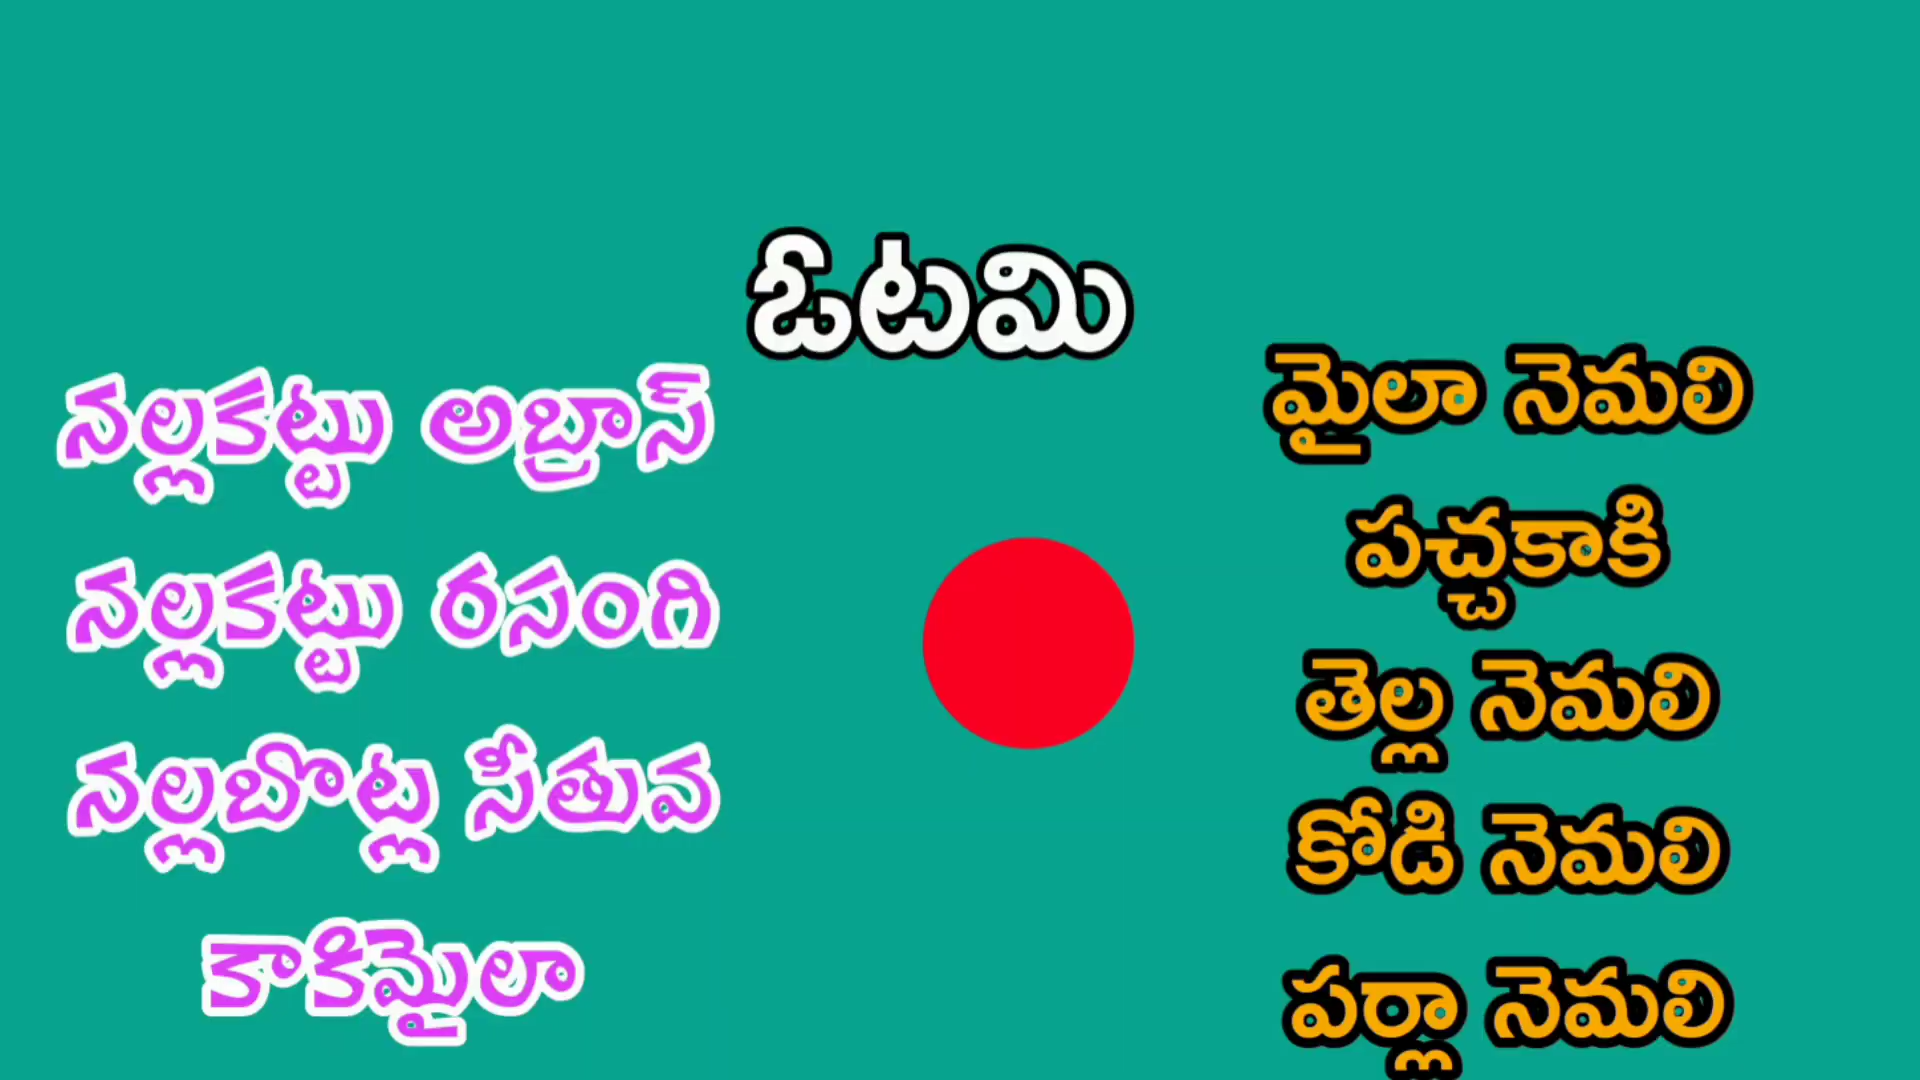 ఓటమి
నల్లకట్టు అబ్రాస్
నల్లకట్టు రసంగి
నల్లబొట్ల సీతువ
కాకిమైలా
మైలా నెమలి
పచ్చకాకి
తెల్ల నెమలి
కోడి నెమలి
పర్లా నెమలి